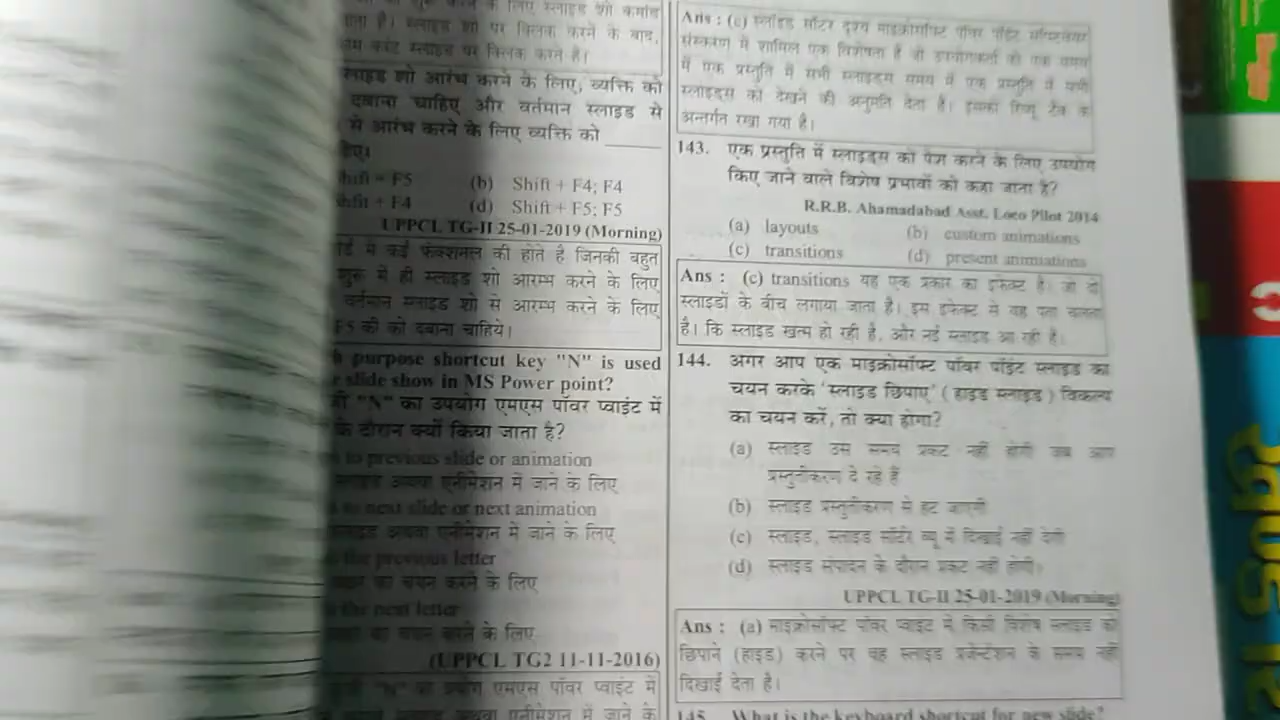 के लिए स्लाइड शो कमांड
जाता है। स्लाइड शो पर क्लिक करने के बाद,
करंट स्लाइड पर क्लिक करते हैं।
स्लाइड शो आरंभ करने के लिए, व्यक्ति को
दबाना चाहिए और वर्तमान स्लाइड से
से आरंभ करने के लिए व्यक्ति को ______
(b) Shift + F4; F4
(d) Shift + F5; F5
UPPCL TG-II 25-01-2019 (Morning)
में कई फंक्शनल की होते है जिनकी बहुत
शुरू में ही स्लाइड शो आरम्भ करने के लिए
वर्तमान स्लाइड शो से आरम्भ करने के लिए
F5 की को दबाना चाहिये।
purpose shortcut key "N" is used
slide show in MS Power point?
"N" का उपयोग एमएस पॉवर प्वाइंट में
के दौरान क्यों किया जाता है?
to previous slide or animation
स्लाइड अथवा एनीमेशन में जाने के लिए
to next slide or next animation
स्लाइड अथवा एनीमेशन में जाने के लिए
the previous letter
का चयन करने के लिए
the next letter
का चयन करने के लिए
(UPPCL TG2 11-11-2016)
"N" का प्रयोग एमएस पॉवर प्वाइंट में
स्लाइड अथवा एनीमेशन में जाने के
Ans : (c) स्लाइड सॉर्टर दृश्य माइक्रोसॉफ्ट पॉवर पॉइंट सॉफ्टवेयर
संस्करण में शामिल एक विशेषता है जो उपयोगकर्ता को एक समय
में एक प्रस्तुति में सभी स्लाइड्स समय में एक प्रस्तुति में सभी
स्लाइड्स को देखने की अनुमति देता है। इसको रिव्यू टैब के
अन्तर्गत रखा गया है।
143. एक प्रस्तुति में स्लाइड्स को पेश करने के लिए उपयोग
किए जाने वाले विशेष प्रभावों को कहा जाता है?
R.R.B. Ahamadabad Asst. Loco Pilot 2014
(a) layouts (b) custom animations
(c) transitions (d) present anmiations
Ans : (c) transitions यह एक प्रकार का इफेक्ट है। जो दो
स्लाइडों के बीच लगाया जाता है। इस इफेक्ट से यह पता चलता
है। कि स्लाइड खत्म हो रही है, और नई स्लाइड आ रही है।
144. अगर आप एक माइक्रोसॉफ्ट पॉवर पॉइंट स्लाइड का
चयन करके 'स्लाइड छिपाए' (हाइड स्लाइड) विकल्प
का चयन करें, तो क्या होगा?
(a) स्लाइड उस समय प्रकट नहीं होगी जब आप
प्रस्तुतीकरण दे रहे हैं
(b) स्लाइड प्रस्तुतीकरण से हट जाएगी
(c) स्लाइड, स्लाइड सॉर्टर व्यू में दिखाई नहीं देगी
(d) स्लाइड संपादन के दौरान प्रकट नहीं होगी।
UPPCL TG-II 25-01-2019 (Morning)
Ans : (a) माइक्रोसॉफ्ट पॉवर प्वाइंट में किसी विशेष स्लाइड को
छिपाने (हाइड) करने पर वह स्लाइड प्रजेन्टेशन के समय नहीं
दिखाई देता है।
145. What is the keyboard shortcut for new slide?